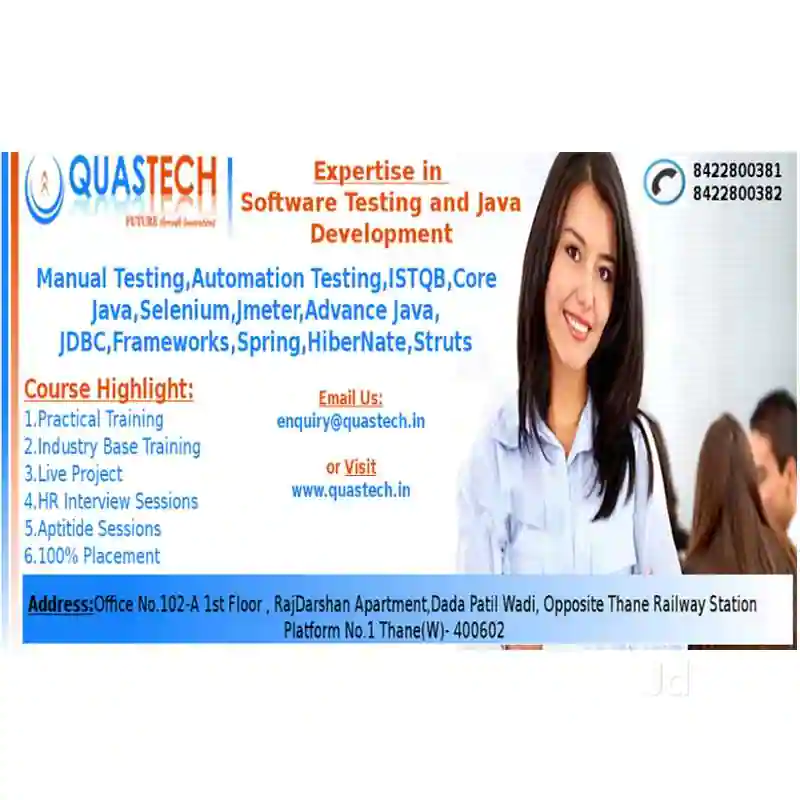 QUASTECH
FUTURE through Innovation!
Expertise in
Software Testing and Java
Development
8422800381
8422800382
Manual Testing,Automation Testing,ISTQB,Core
Java,Selenium,Jmeter,Advance Java,
JDBC,Frameworks,Spring,HiberNate,Struts
Course Highlight:
1.Practical Training
2.Industry Base Training
3.Live Project
4.HR Interview Sessions
5.Aptitide Sessions
6.100% Placement
Email Us:
enquiry@quastech.in
or Visit
www.quastech.in
Address:Office No.102-A 1st Floor , RajDarshan Apartment,Dada Patil Wadi, Opposite Thane Railway Station
Platform No.1 Thane(W)- 400602
Jd